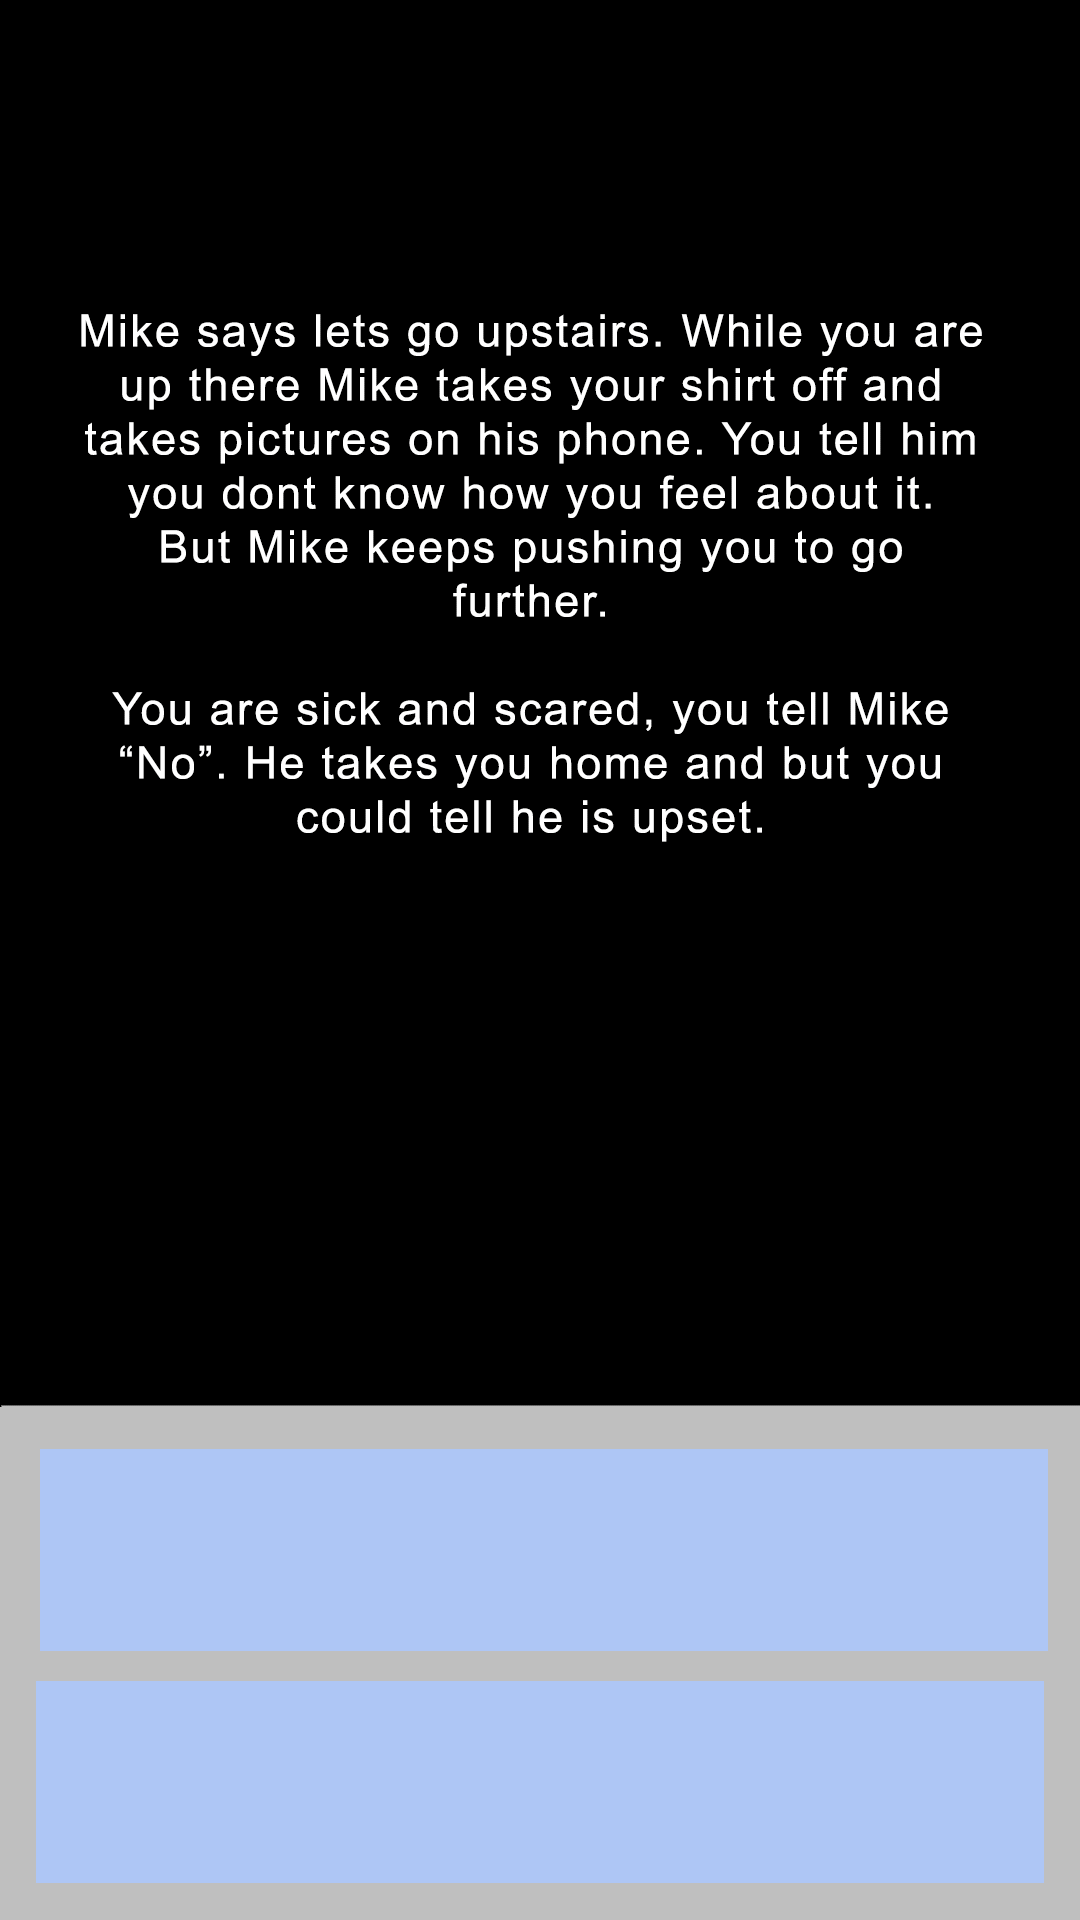 Mike says lets go upstairs. While you are
up there Mike takes your shirt off and
takes pictures on his phone. You tell him
you dont know how you feel about it.
But Mike keeps pushing you to go
further.
You are sick and scared, you tell Mike
“No”. He takes you home and but you
could tell he is upset.